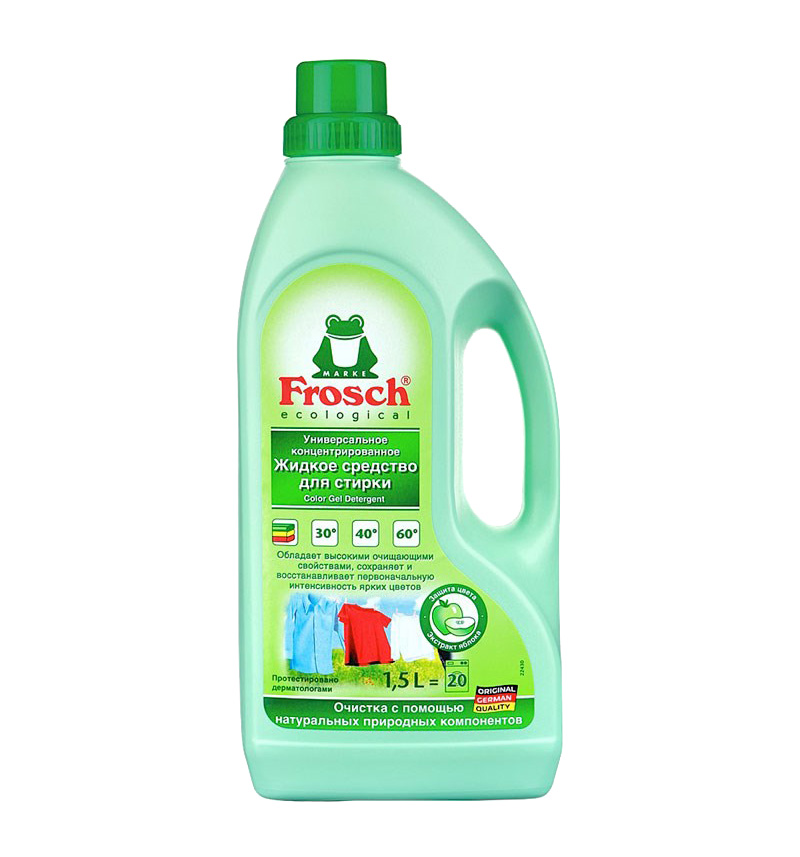 MARKE
Frosch®
ecological
Универсальное
концентрированное
Жидкое средство
для стирки
Color Gel Detergent
30° 40° 60°
Обладает высокими очищающими
свойствами, сохраняет и
восстанавливает первоначальную
интенсивность ярких цветов
Защита цвета
Экстракт яблока
Протестировано
дерматологами
1,5 L = 20
22430
ORIGINAL
GERMAN
QUALITY
Очистка с помощью
натуральных природных компонентов